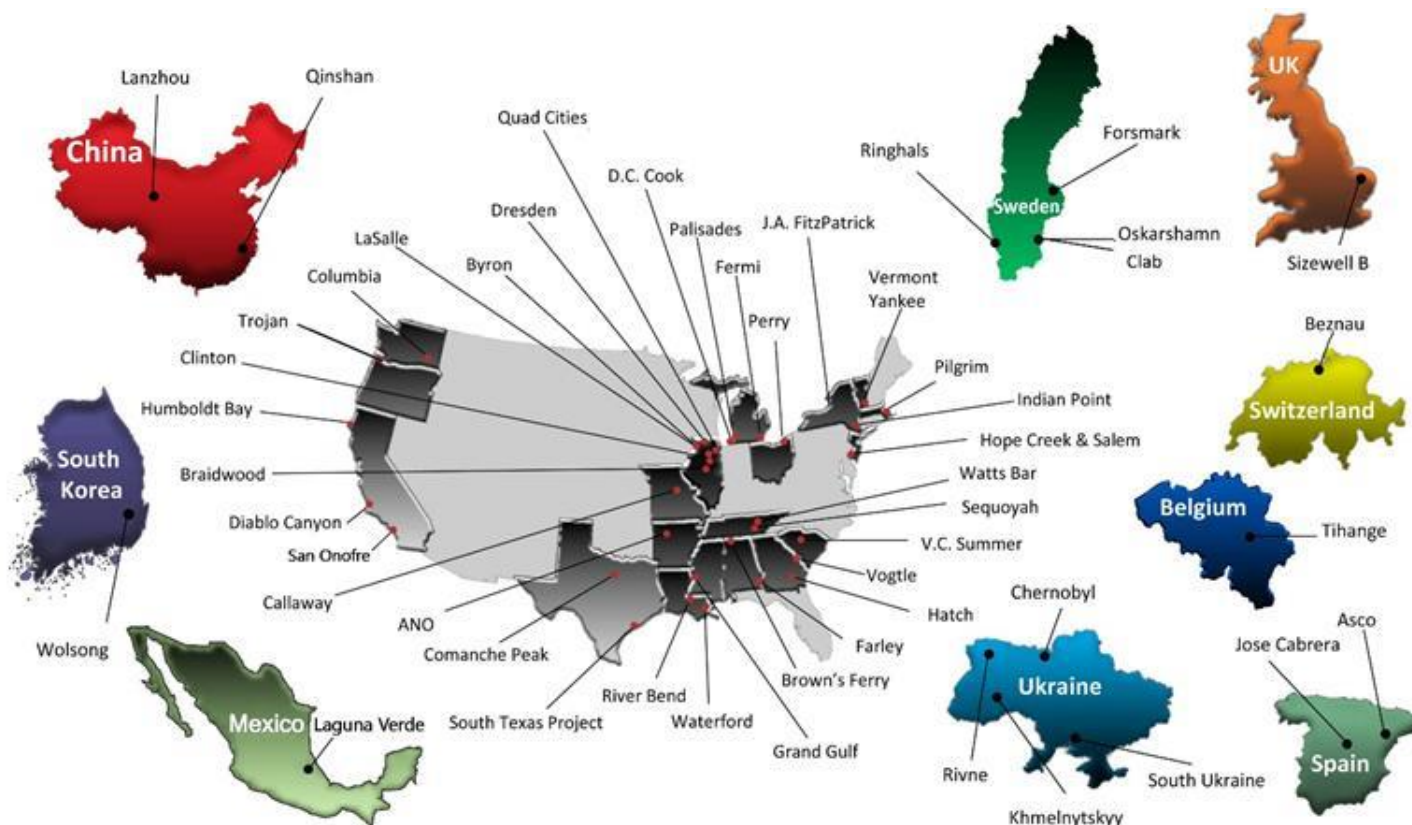 Lanzhou
Qinshan
China
Quad Cities
D.C. Cook
Dresden
Palisades
J.A. FitzPatrick
LaSalle
Byron
Fermi
Vermont
Yankee
Columbia
Perry
Trojan
Pilgrim
Clinton
Indian Point
Humboldt Bay
Hope Creek & Salem
Braidwood
Watts Bar
Sequoyah
Diablo Canyon
V.C. Summer
San Onofre
Vogtle
Callaway
Hatch
ANO
Farley
Comanche Peak
Brown's Ferry
River Bend
South Texas Project
Waterford
Grand Gulf
Ringhals
Forsmark
Sweden
Oskarshamn
Clab
UK
Sizewell B
Beznau
Switzerland
South
Korea
Wolsong
Belgium
Tihange
Mexico
Laguna Verde
Chernobyl
Ukraine
Rivne
South Ukraine
Khmelnytskyy
Asco
Jose Cabrera
Spain